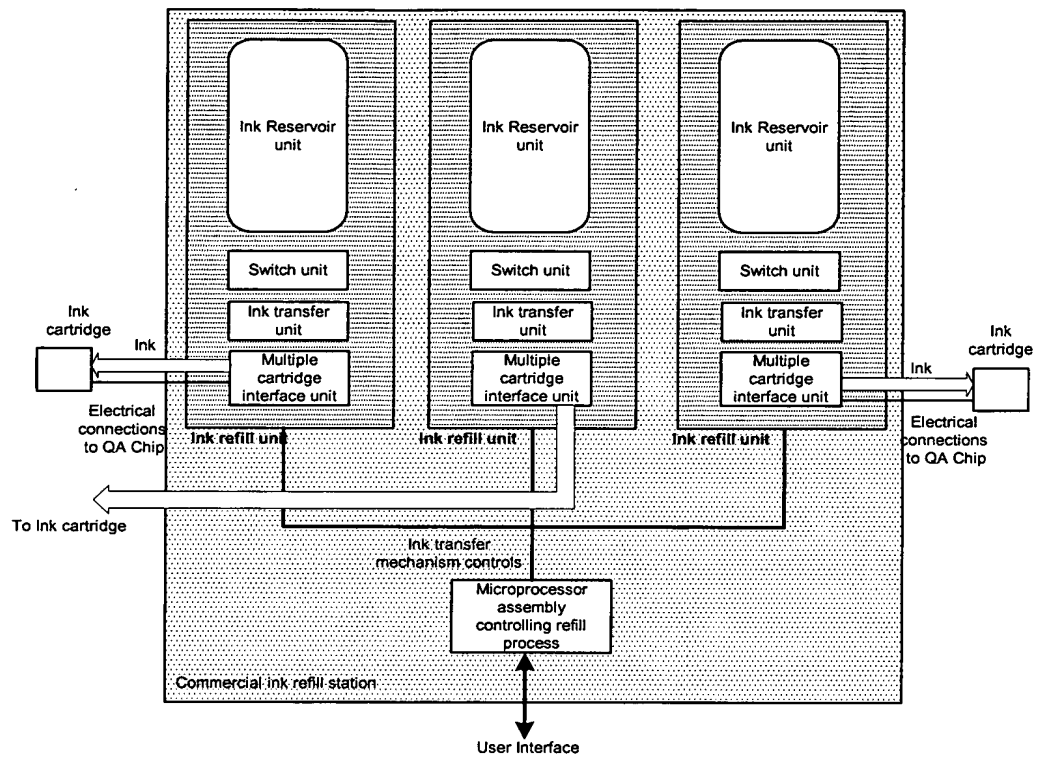 Ink Reservoir
unit
Ink Reservoir
unit
Ink Reservoir
unit
Switch unit
Switch unit
Switch unit
Ink
cartridge
Ink transfer
unit
Ink transfer
unit
Ink transfer
unit
Ink
cartridge
Ink
Multiple
cartridge
interface unit
Multiple
cartridge
interface unit
Multiple
cartridge
interface unit
Ink
Electrical
connections
to QA Chip
Ink refill unit
Ink refill unit
Ink refill unit
Electrical
connections
to QA Chip
To Ink cartridge
Ink transfer
mechanism controls
Microprocessor
assembly
controlling refill
process
Commercial ink refill station
User Interface